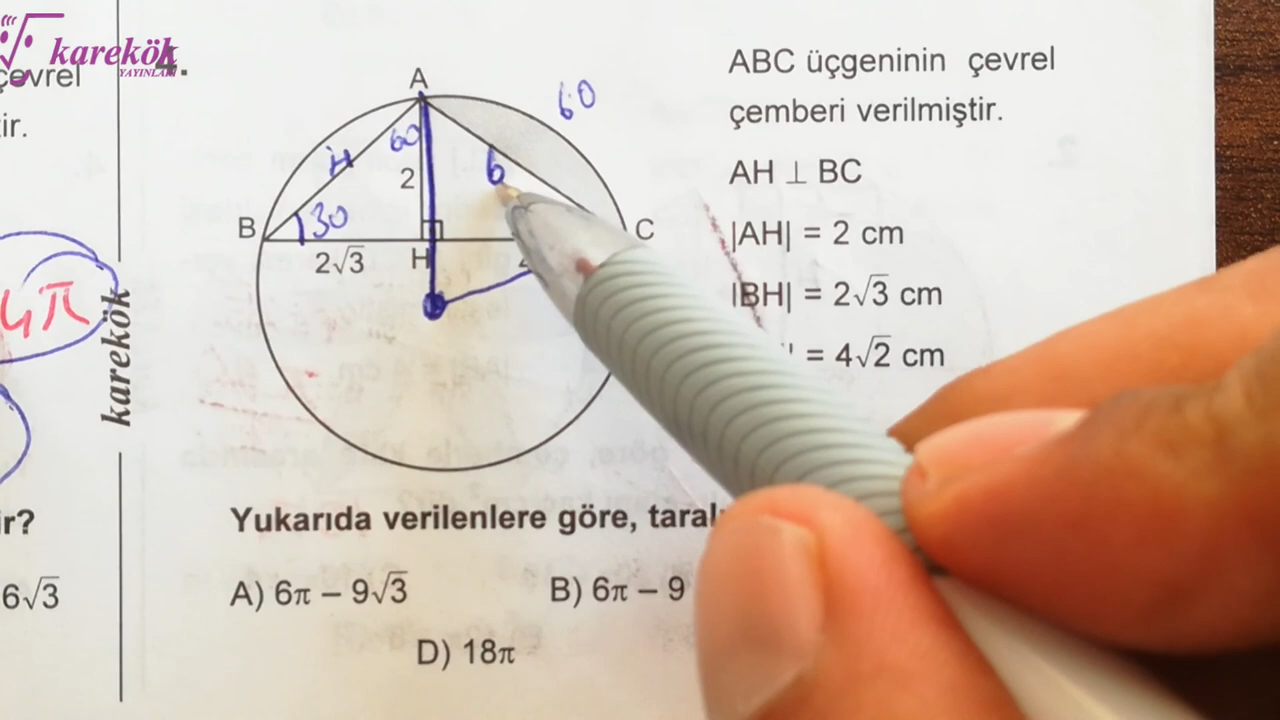 karekök
YAYINLARI
çevrel
ir.
4π
karekök
ir?
6√3
4.
A
60
60
4
2
6
B
30
C
2√3
H
ABC üçgeninin çevrel
çemberi verilmiştir.
AH ⊥ BC
|AH| = 2 cm
|BH| = 2√3 cm
= 4√2 cm
Yukarıda verilenlere göre,
A) 6π – 9√3
B) 6π – 9
D) 18π